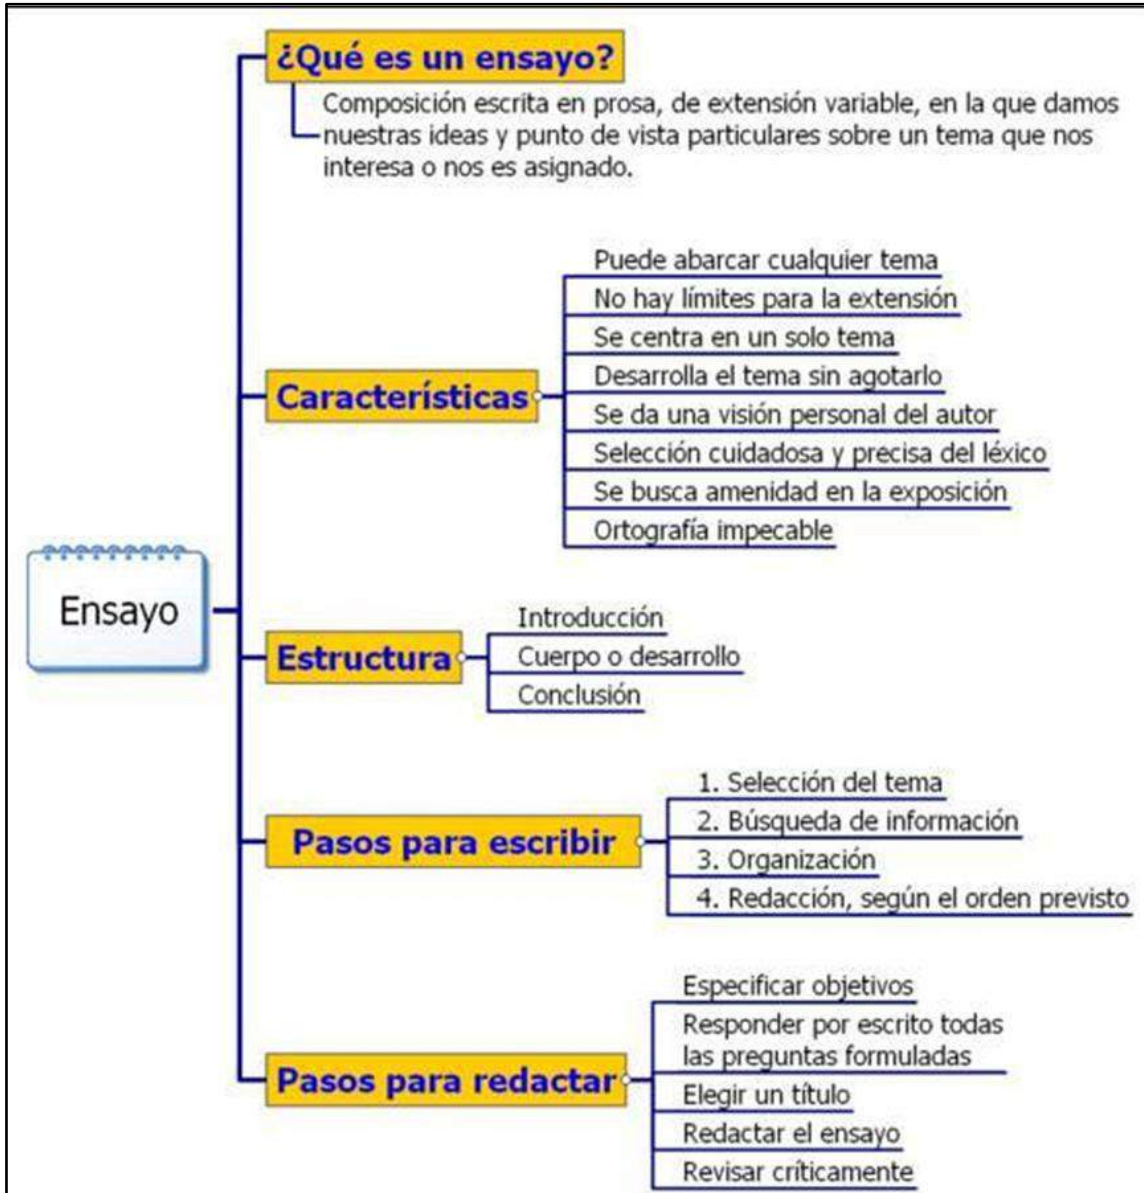 ¿Qué es un ensayo?
Composición escrita en prosa, de extensión variable, en la que damos
nuestras ideas y punto de vista particulares sobre un tema que nos
interesa o nos es asignado.
Características
Puede abarcar cualquier tema
No hay límites para la extensión
Se centra en un solo tema
Desarrolla el tema sin agotarlo
Se da una visión personal del autor
Selección cuidadosa y precisa del léxico
Se busca amenidad en la exposición
Ortografía impecable
Ensayo
Estructura
Introducción
Cuerpo o desarrollo
Conclusión
Pasos para escribir
1. Selección del tema
2. Búsqueda de información
3. Organización
4. Redacción, según el orden previsto
Pasos para redactar
Especificar objetivos
Responder por escrito todas
las preguntas formuladas
Elegir un título
Redactar el ensayo
Revisar críticamente